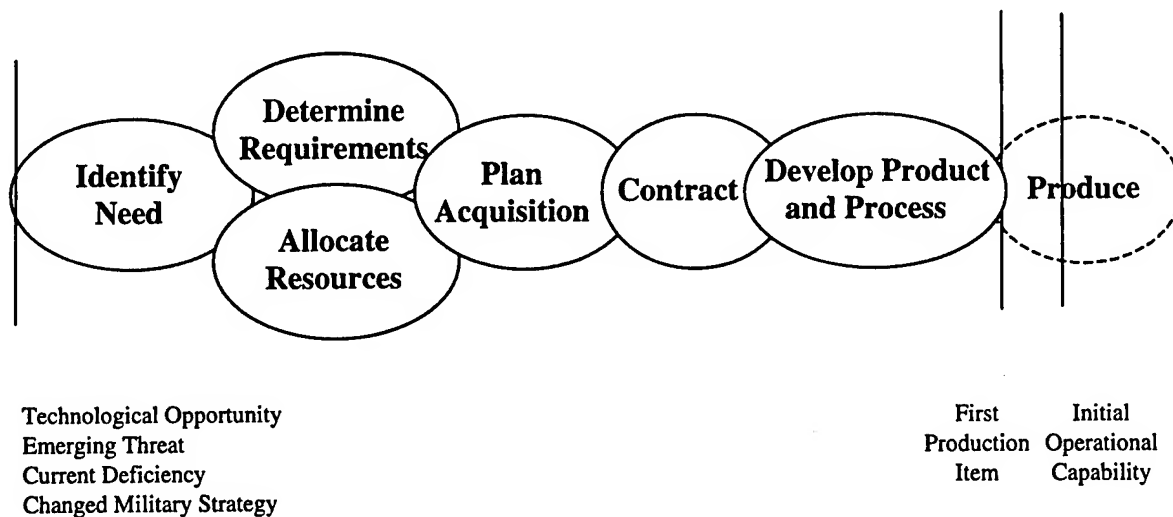 Identify
Need
Determine
Requirements
Allocate
Resources
Plan
Acquisition
Contract
Develop Product
and Process
Produce
Technological Opportunity
Emerging Threat
Current Deficiency
Changed Military Strategy
First
Production
Item
Initial
Operational
Capability